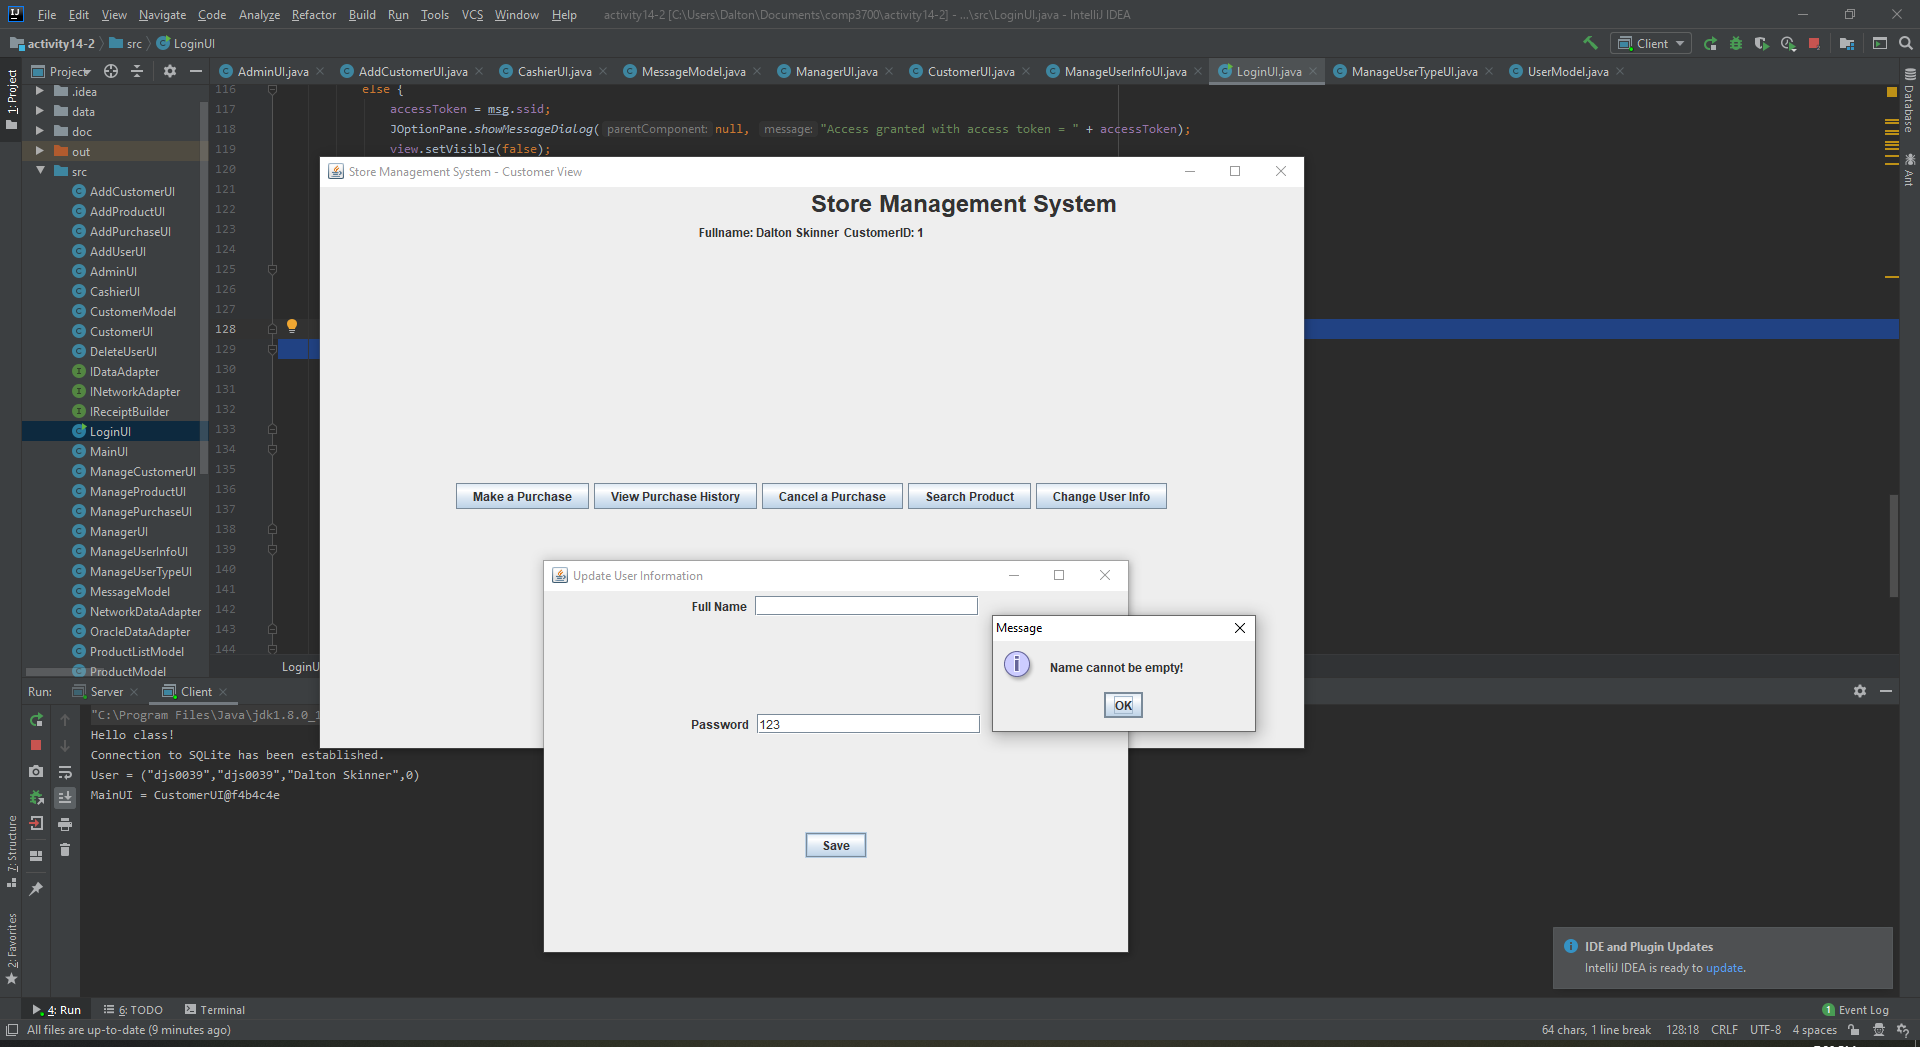 File Edit View Navigate Code Analyze Refactor Build Run Tools VCS Window Help activity14-2 [C:\Users\Dalton\Documents\comp3700\activity14-2] - ...\src\LoginUI.java - IntelliJ IDEA
activity14-2 src LoginUI Client
1: Project
Project
AdminUI.java AddCustomerUI.java CashierUI.java MessageModel.java ManagerUI.java CustomerUI.java ManageUserInfoUI.java LoginUI.java ManageUserTypeUI.java UserModel.java
Database
Ant
.idea
data
doc
out
src
AddCustomerUI
AddProductUI
AddPurchaseUI
AddUserUI
AdminUI
CashierUI
CustomerModel
CustomerUI
DeleteUserUI
IDataAdapter
INetworkAdapter
IReceiptBuilder
LoginUI
MainUI
ManageCustomerUI
ManageProductUI
ManagePurchaseUI
ManagerUI
ManageUserInfoUI
ManageUserTypeUI
MessageModel
NetworkDataAdapter
OracleDataAdapter
ProductListModel
ProductModel
116 else {
117 accessToken = msg.ssid;
118 JOptionPane.showMessageDialog( parentComponent: null, message: "Access granted with access token = " + accessToken);
119 view.setVisible(false);
120
121
122
123
124
125
126
127
128
129
130
131
132
133
134
135
136
137
138
139
140
141
142
143
144
LoginU
Store Management System - Customer View
Store Management System
Fullname: Dalton Skinner CustomerID: 1
Make a Purchase View Purchase History Cancel a Purchase Search Product Change User Info
Update User Information
Full Name
Password 123
Save
Message
Name cannot be empty!
OK
Run: Server Client
"C:\Program Files\Java\jdk1.8.0_1
Hello class!
Connection to SQLite has been established.
User = ("djs0039","djs0039","Dalton Skinner",0)
MainUI = CustomerUI@f4b4c4e
7: Structure
2: Favorites
IDE and Plugin Updates
IntelliJ IDEA is ready to update.
4: Run 6: TODO Terminal 1 Event Log
All files are up-to-date (9 minutes ago) 64 chars, 1 line break 128:18 CRLF UTF-8 4 spaces